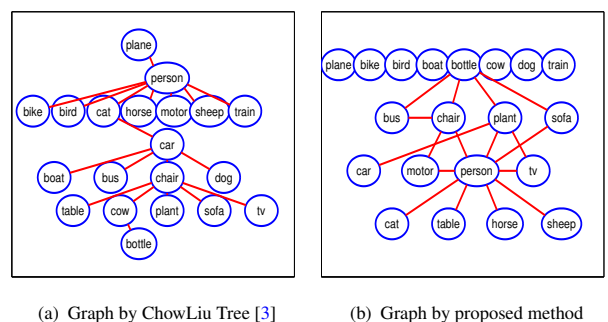 plane
person
bike bird cat horse motor sheep train
car
boat bus chair dog
table cow plant sofa tv
bottle
(a) Graph by ChowLiu Tree [3]
plane bike bird boat bottle cow dog train
bus chair plant sofa
car motor person tv
cat table horse sheep
(b) Graph by proposed method